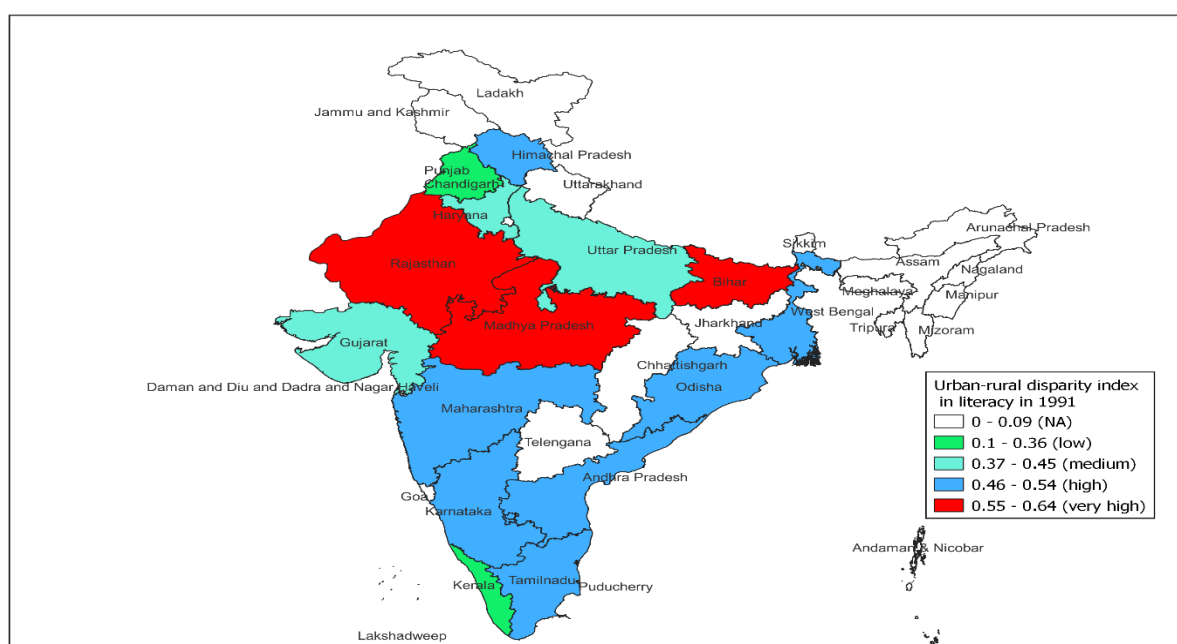 Ladakh
Jammu and Kashmir
Himachal Pradesh
Punjab
Chandigarh
Uttarakhand
Haryana
Arunachal Pradesh
Sikkim
Uttar Pradesh
Assam
Rajasthan
Nagaland
Bihar
Meghalaya
Manipur
West Bengal
Jharkhand
Madhya Pradesh
Tripura
Mizoram
Gujarat
Chhattishgarh
Daman and Diu and Dadra and Nagar Haveli
Odisha
Maharashtra
Telengana
Andhra Pradesh
Goa
Karnataka
Urban-rural disparity index
in literacy in 1991
0 - 0.09 (NA)
0.1 - 0.36 (low)
0.37 - 0.45 (medium)
0.46 - 0.54 (high)
0.55 - 0.64 (very high)
Andaman & Nicobar
Kerala
Tamilnadu
Puducherry
Lakshadweep